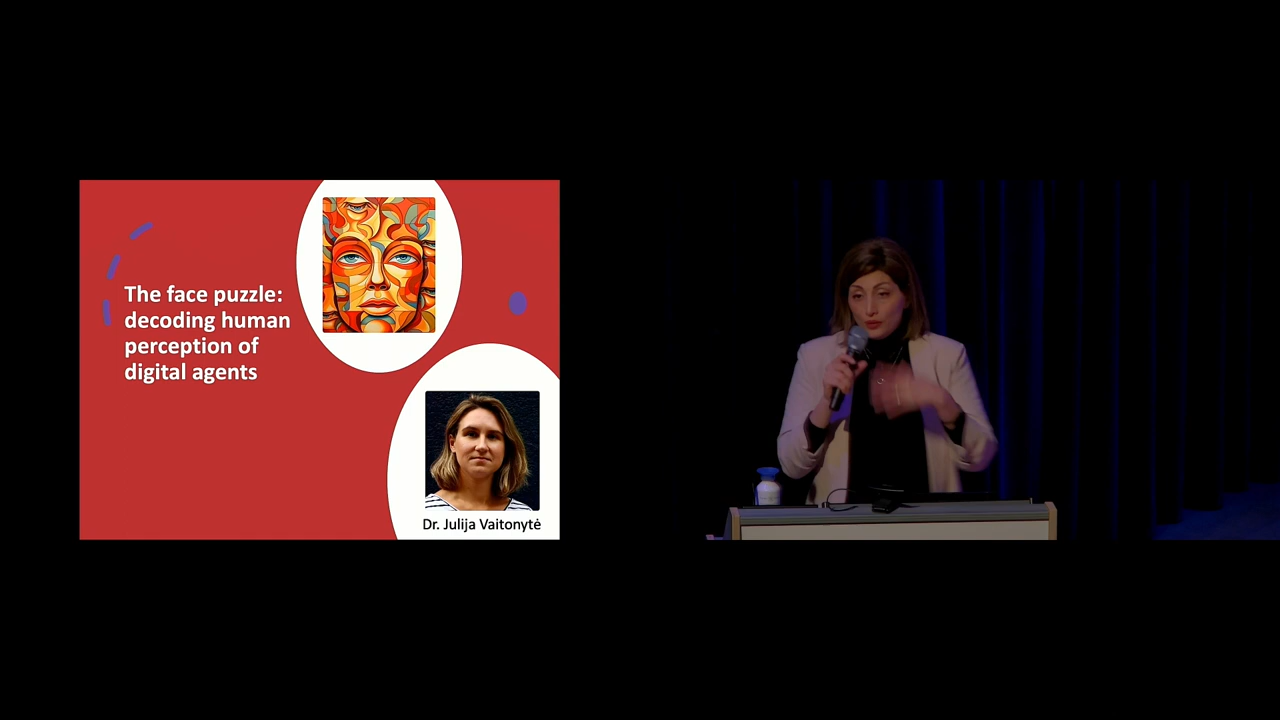 The face puzzle:
decoding human
perception of
digital agents
Dr. Julija Vaitonytė